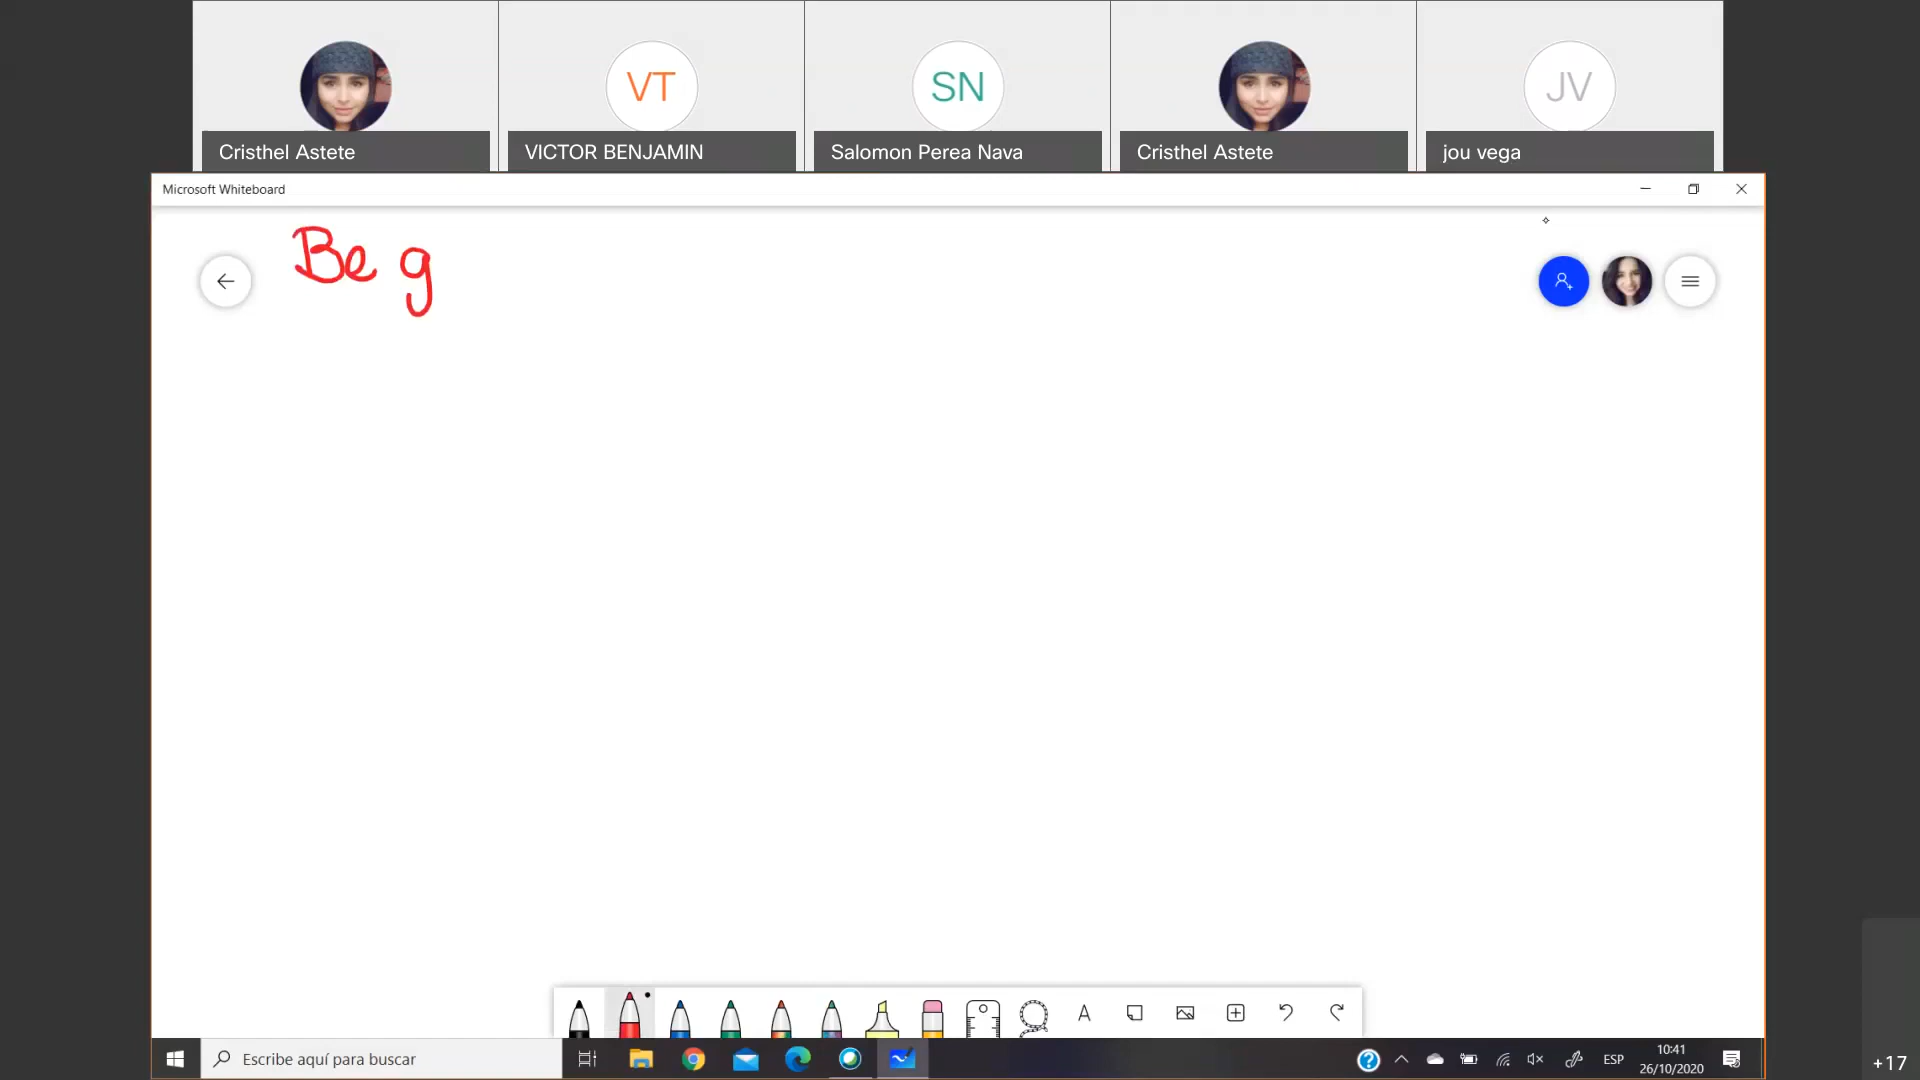 VT
SN
JV
Cristhel Astete
VICTOR BENJAMIN
Salomon Perea Nava
Cristhel Astete
jou vega
Microsoft Whiteboard
Be g
A
Escribe aquí para buscar
?
ESP
10:41
26/10/2020
+17